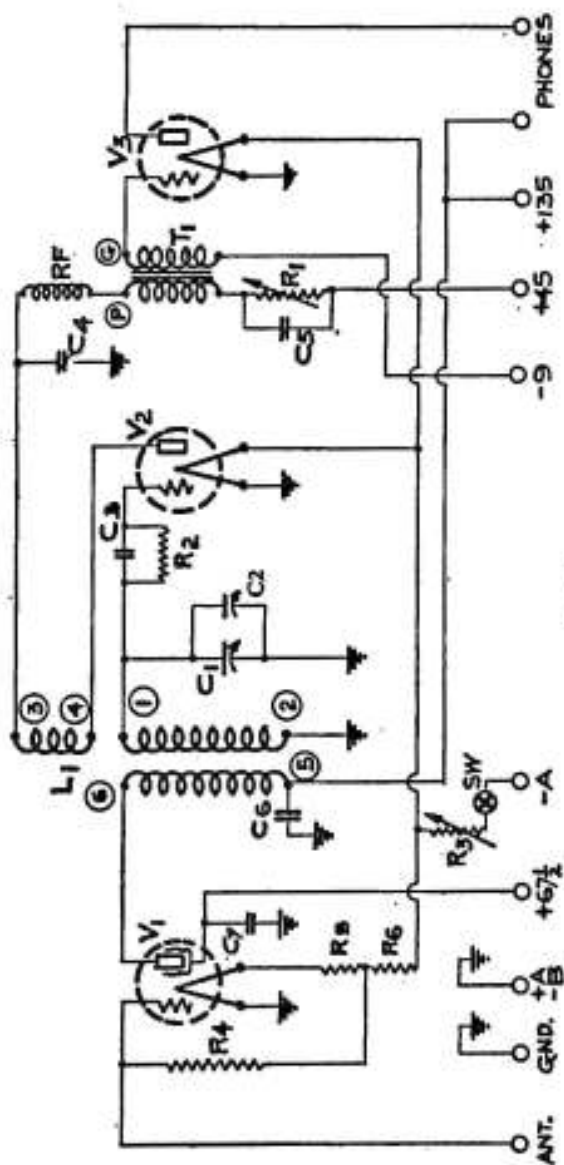 RF
C4
G
P
T1
V3
R1
C5
V2
C3
R2
C1
C2
3
4
L1
1
2
6
5
C6
V1
C7
R4
R6
R3
SW
ANT.
GND.
+A
-B
+67½
-A
-9
+45
+135
PHONES